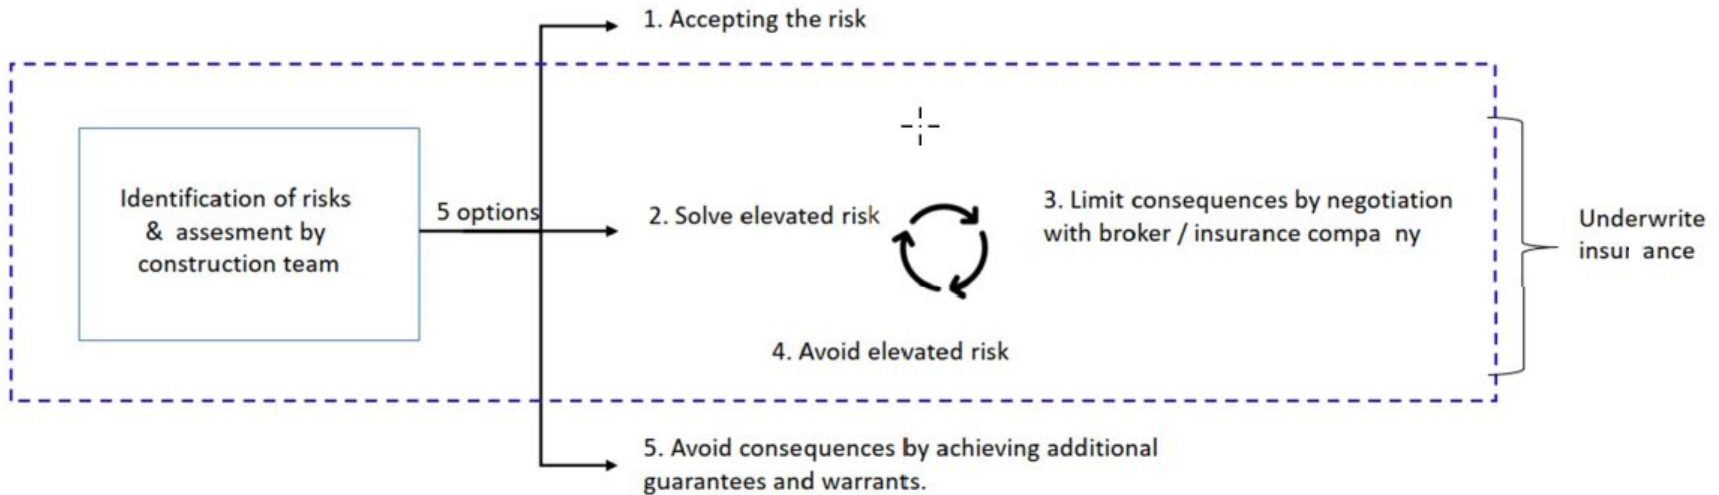 1. Accepting the risk
Identification of risks
& assesment by
construction team
5 options
2. Solve elevated risk
3. Limit consequences by negotiation
with broker / insurance compa ny
4. Avoid elevated risk
Underwrite
insur ance
5. Avoid consequences by achieving additional
guarantees and warrants.